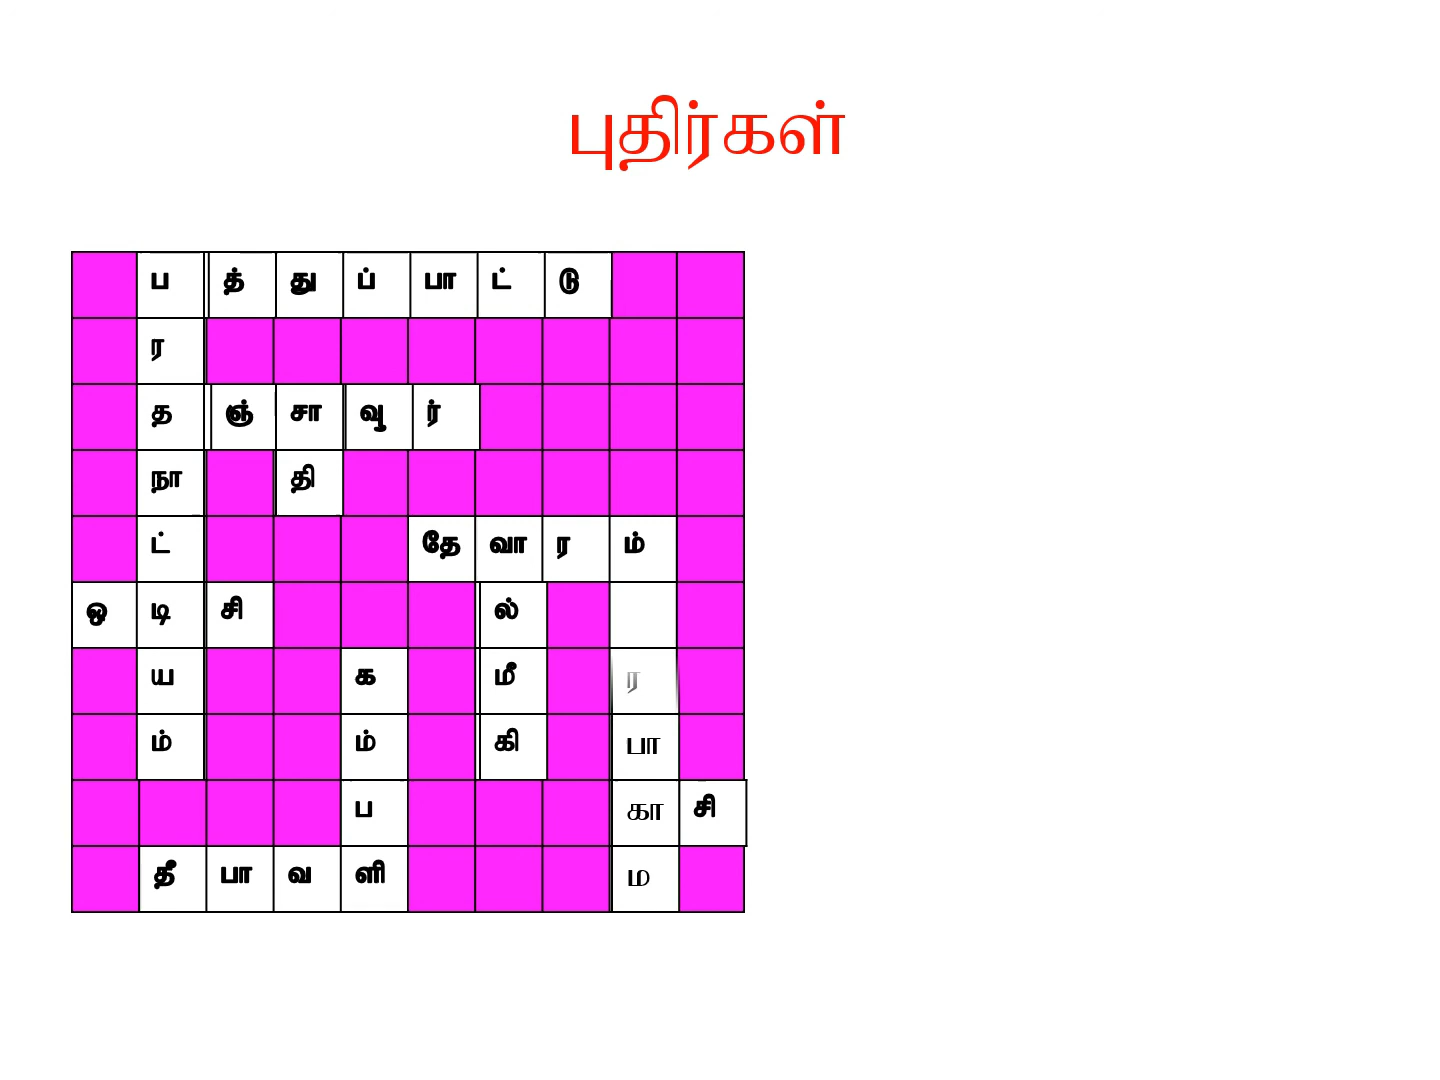 புதிர்கள்
ப த் து ப் பா ட் டு
ர
த ஞ் சா வூ ர்
நா தி
ட் தே வா ர ம்
ஒ டி சி ல்
ய க மீ ர
ம் ம் கி பா
ப கா சி
தீ பா வ ளி ம